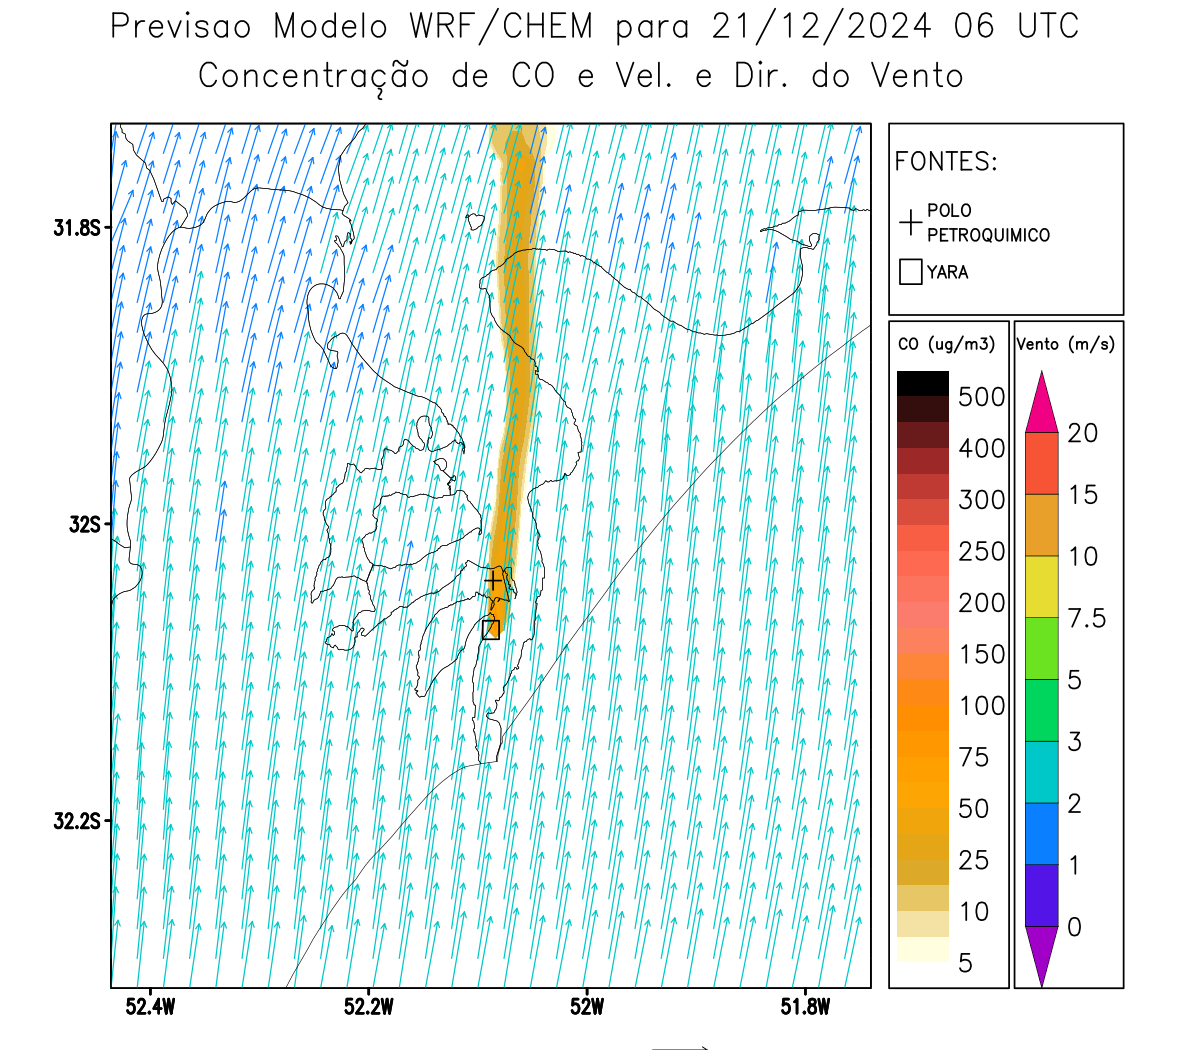 Previsao Modelo WRF/CHEM para 21/12/2024 06 UTC
Concentração de CO e Vel. e Dir. do Vento
FONTES:
POLO
PETROQUIMICO
YARA
CO (ug/m3)
500
400
300
250
200
150
100
75
50
25
10
5
Vento (m/s)
20
15
10
7.5
5
3
2
1
0
31.8S
32S
32.2S
52.4W
52.2W
52W
51.8W